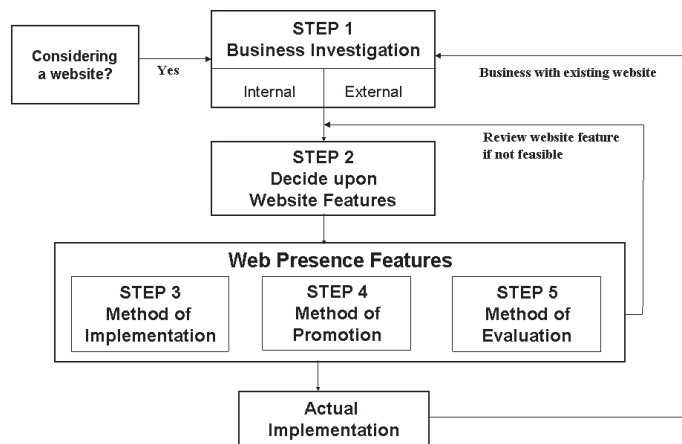 Considering
a website?
Yes
STEP 1
Business Investigation
Internal
External
Business with existing website
Review website feature
if not feasible
STEP 2
Decide upon
Website Features
Web Presence Features
STEP 3
Method of
Implementation
STEP 4
Method of
Promotion
STEP 5
Method of
Evaluation
Actual
Implementation